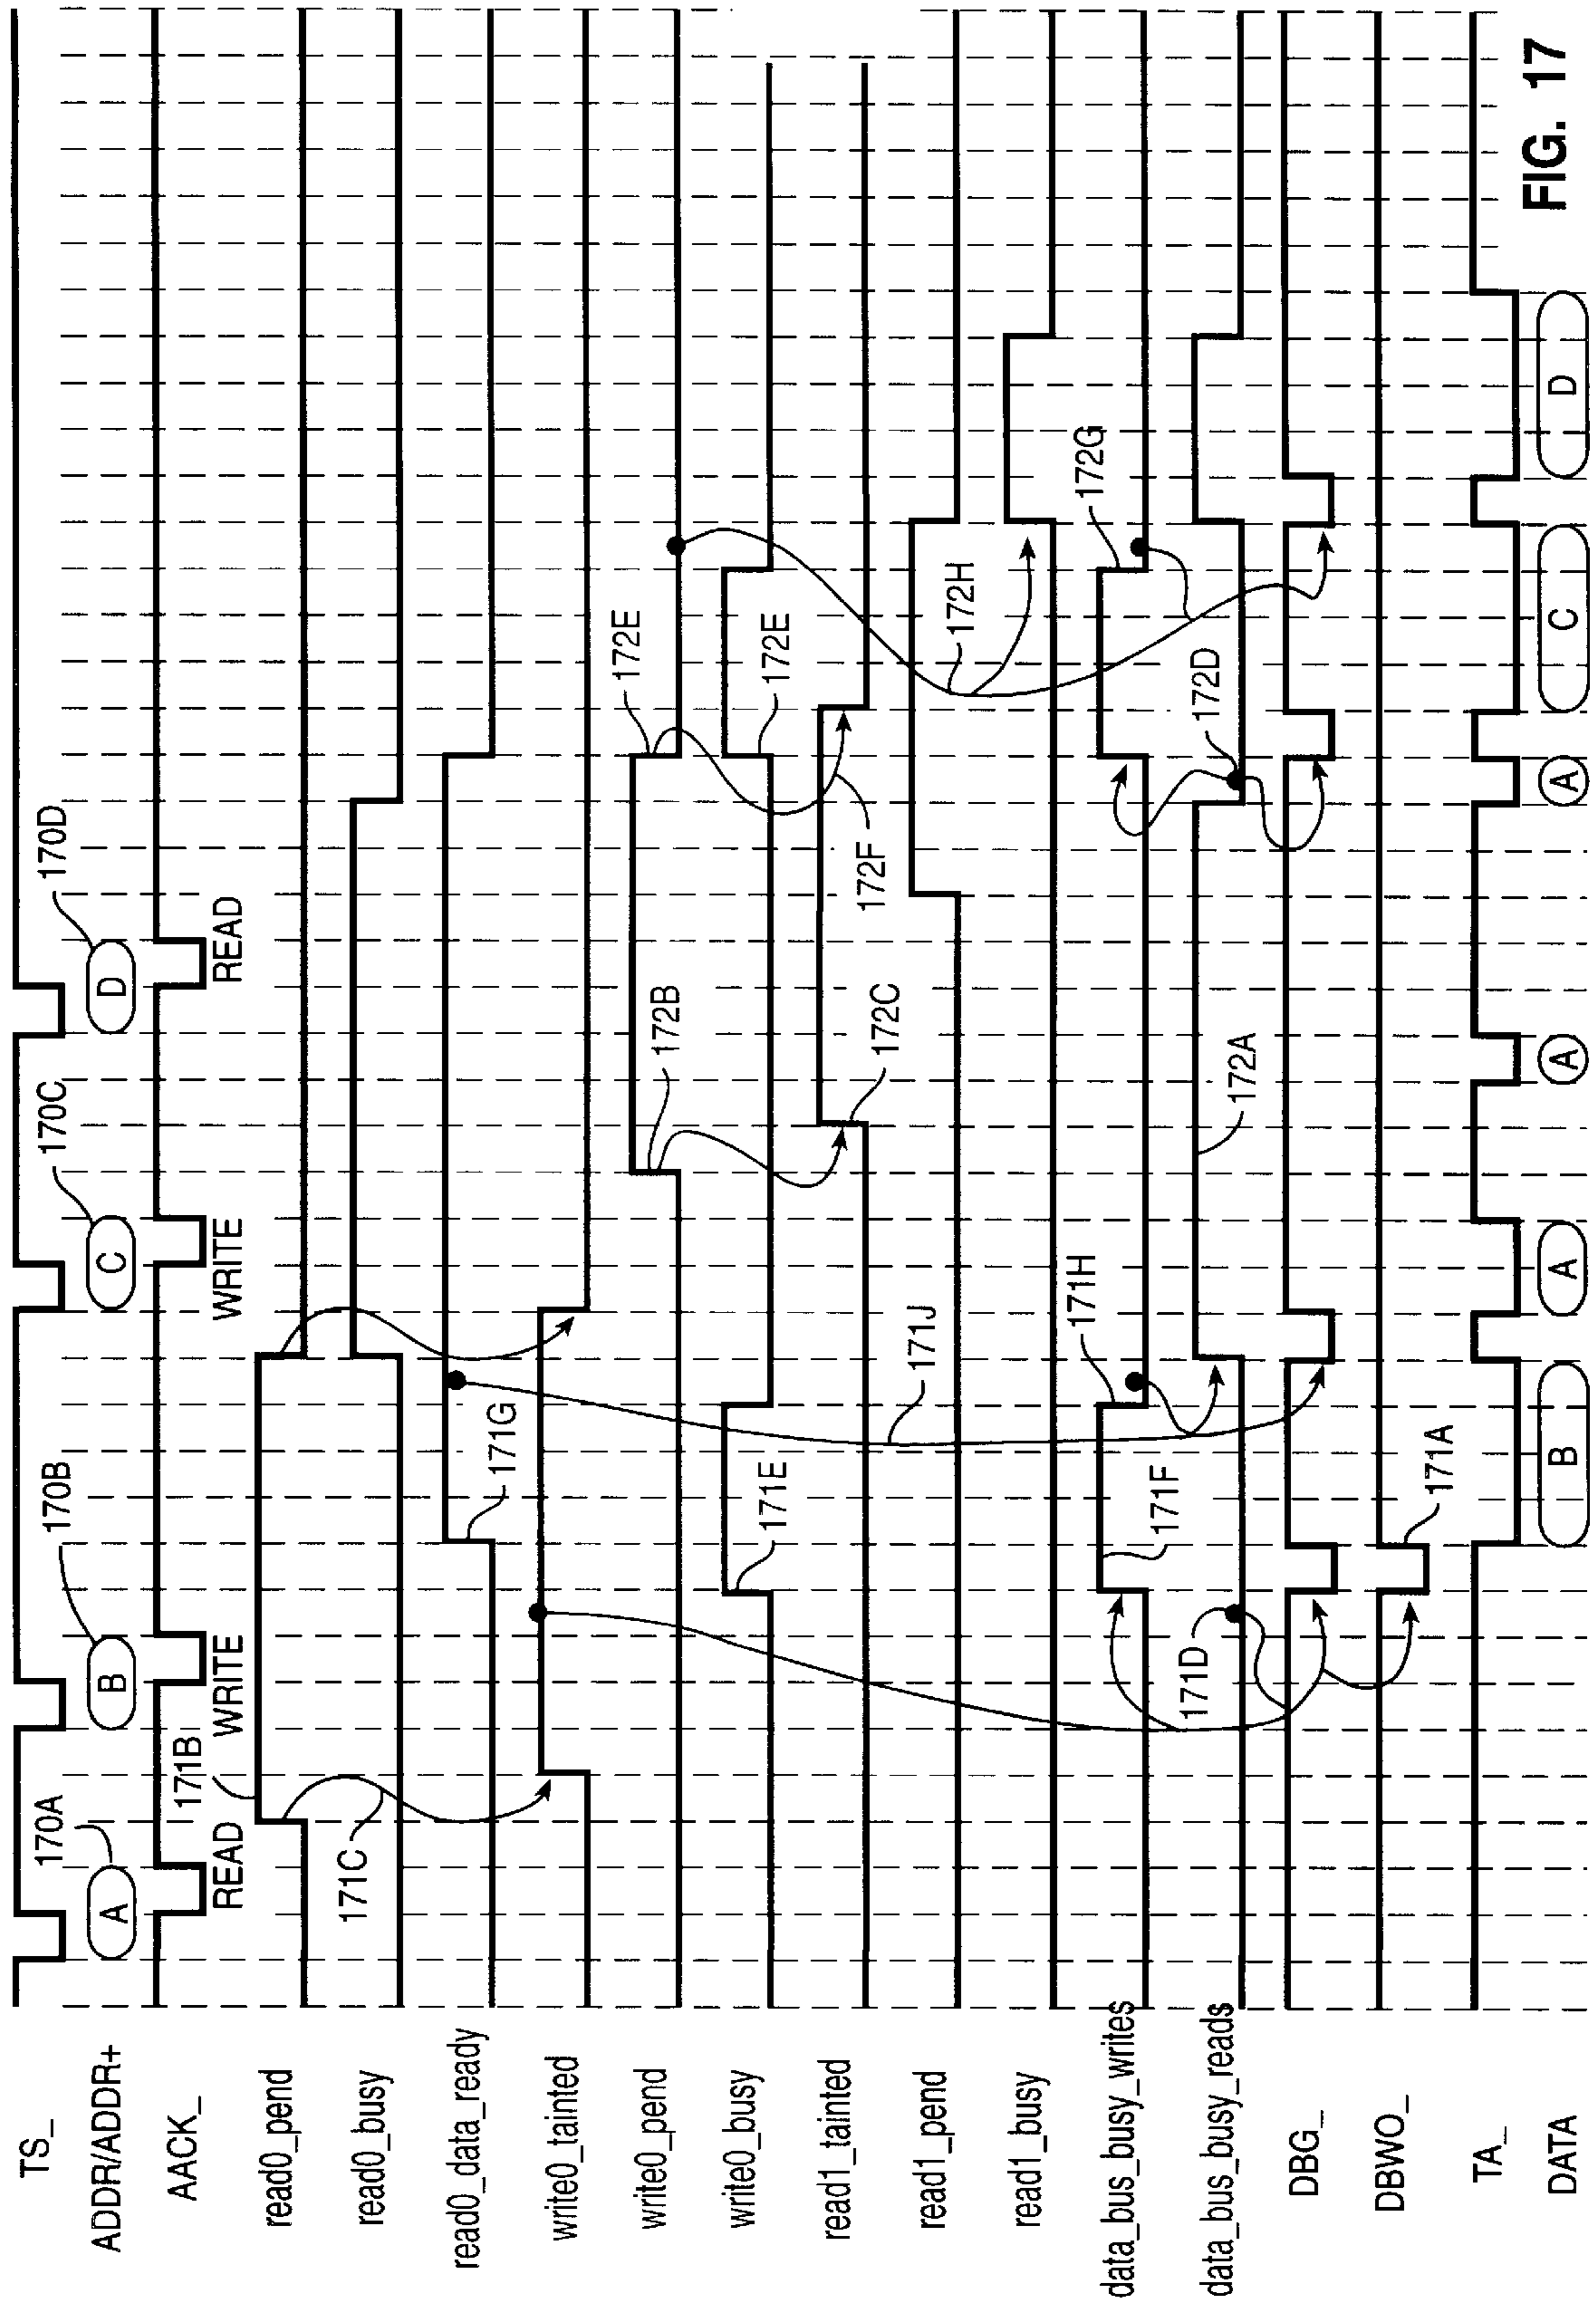 TS_
170A 170B 170C 170D
ADDR/ADDR+ A B C D
AACK_
171B
READ WRITE WRITE READ
read0_pend
171C
read0_busy
read0_data_ready
171G
write0_tainted
172E
write0_pend
172B
write0_busy
171E 172E
read1_tainted
172C 172F
171J
read1_pend
172H
read1_busy
171H 172G
data_bus_busy_writes
171F
171D 172D
data_bus_busy_reads
172A
DBG_
DBWO_
171A
TA_
DATA B A A A C D
FIG. 17